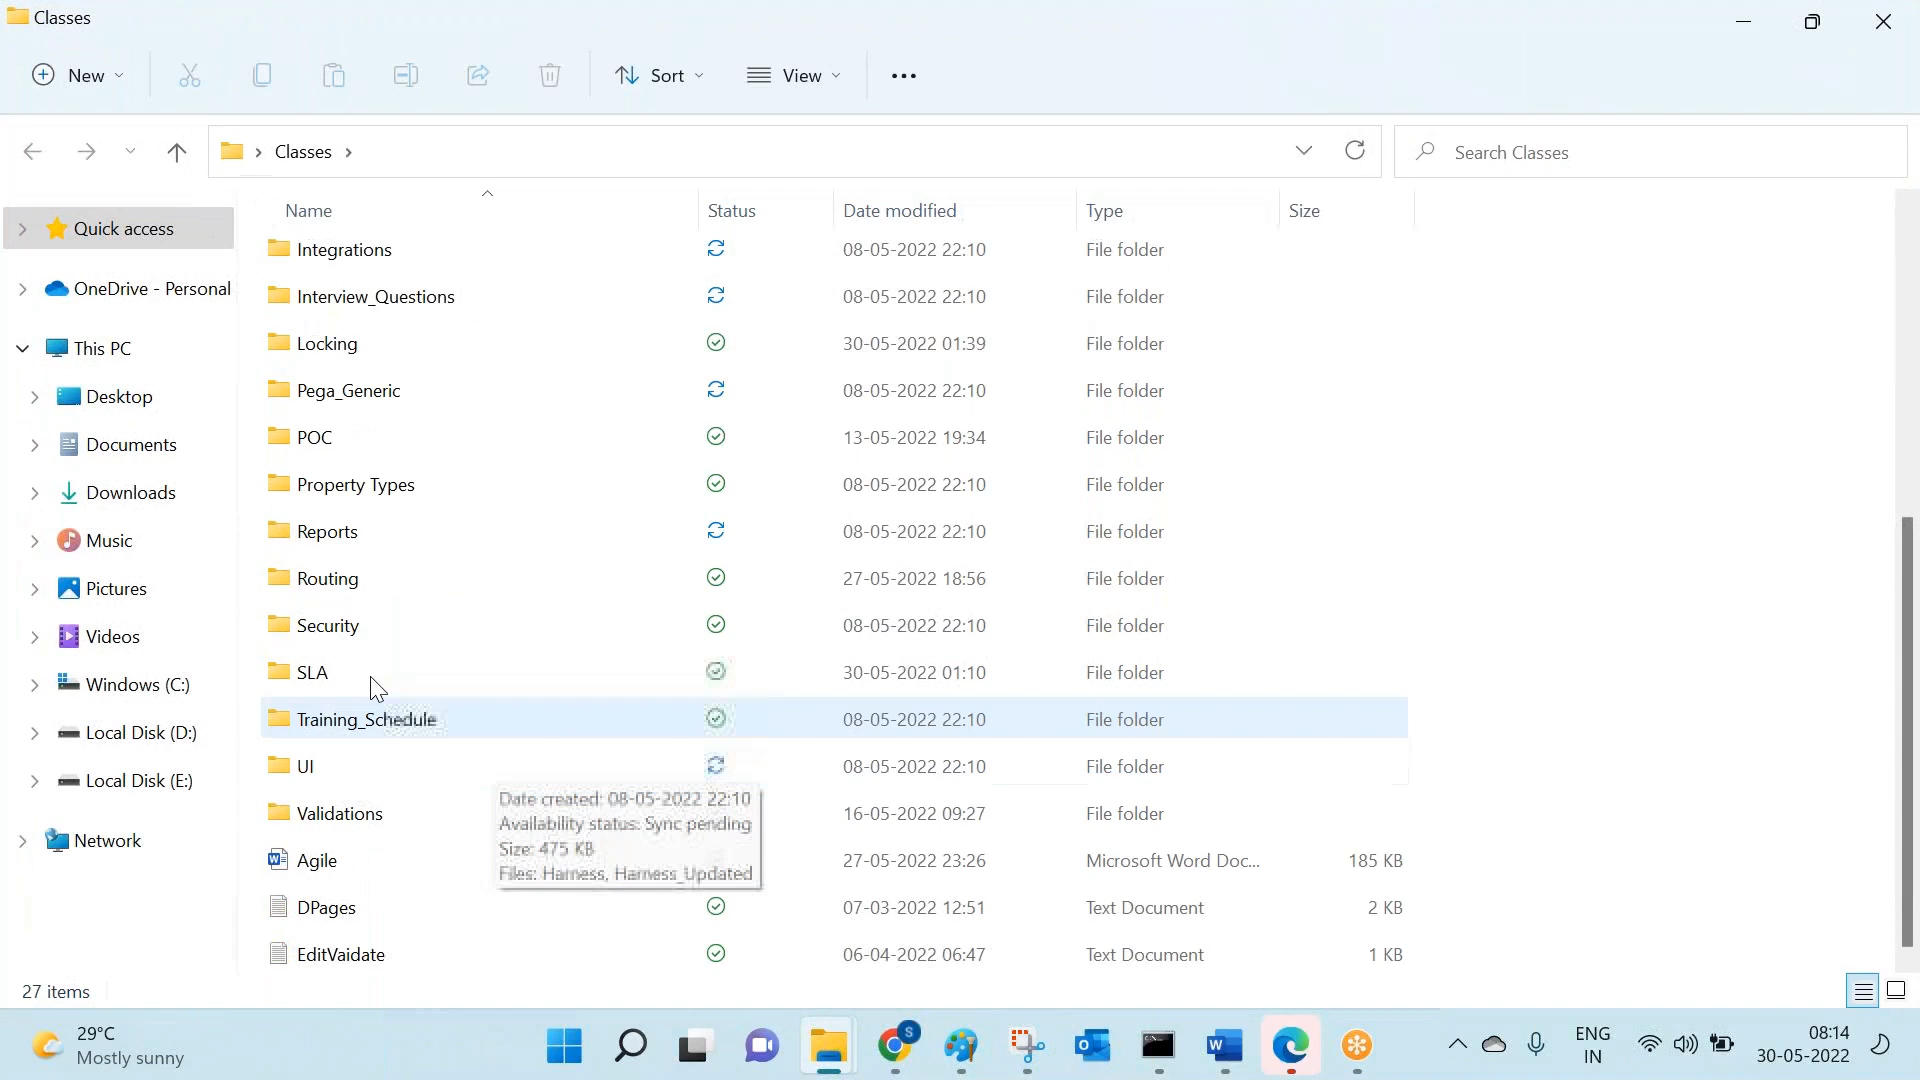 Classes
New
Sort
View
Classes
Search Classes
Name Status Date modified Type Size
Quick access
OneDrive - Personal
This PC
Desktop
Documents
Downloads
Music
Pictures
Videos
Windows (C:)
Local Disk (D:)
Local Disk (E:)
Network
Integrations 08-05-2022 22:10 File folder
Interview_Questions 08-05-2022 22:10 File folder
Locking 30-05-2022 01:39 File folder
Pega_Generic 08-05-2022 22:10 File folder
POC 13-05-2022 19:34 File folder
Property Types 08-05-2022 22:10 File folder
Reports 08-05-2022 22:10 File folder
Routing 27-05-2022 18:56 File folder
Security 08-05-2022 22:10 File folder
SLA 30-05-2022 01:10 File folder
Training_Schedule 08-05-2022 22:10 File folder
UI 08-05-2022 22:10 File folder
Validations 16-05-2022 09:27 File folder
Agile 27-05-2022 23:26 Microsoft Word Doc... 185 KB
DPages 07-03-2022 12:51 Text Document 2 KB
EditVaidate 06-04-2022 06:47 Text Document 1 KB
Date created: 08-05-2022 22:10
Availability status: Sync pending
Size: 475 KB
Files: Harness, Harness_Updated
27 items
29°C
Mostly sunny
S
ENG
IN
08:14
30-05-2022